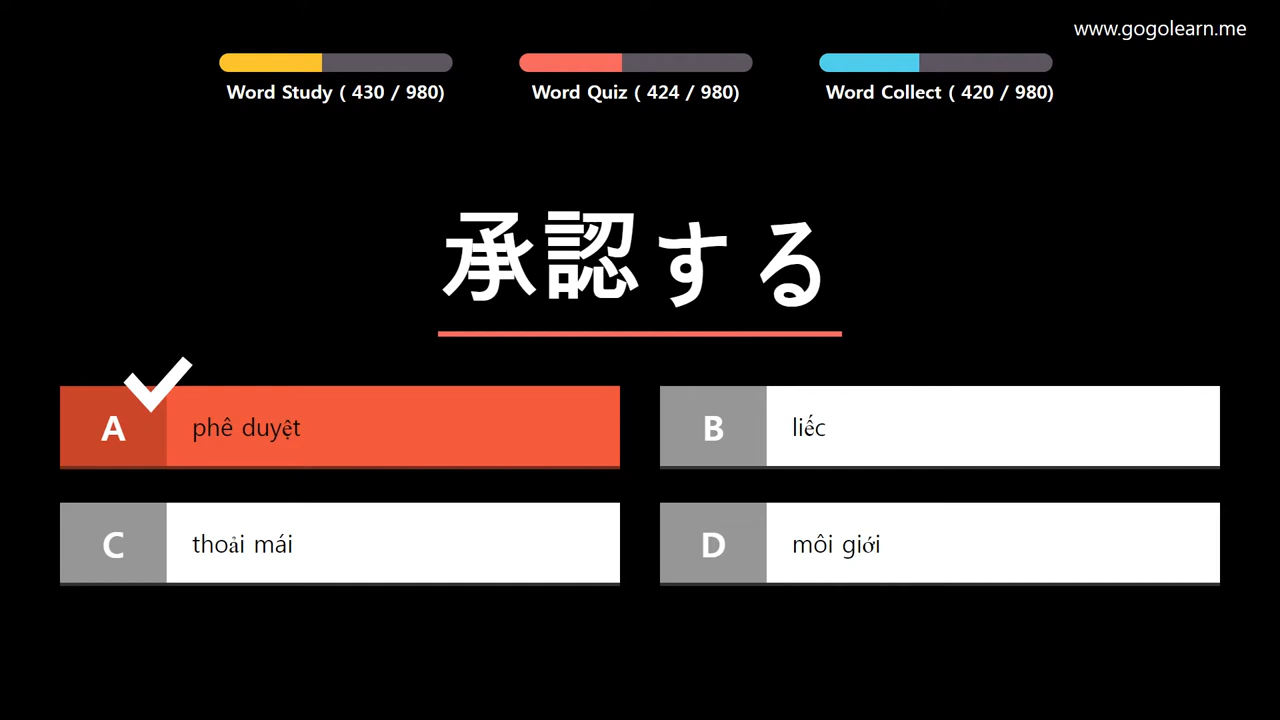 www.gogolearn.me
Word Study ( 430 / 980)
Word Quiz ( 424 / 980)
Word Collect ( 420 / 980)
承認する
A phê duyệt
B liếc
C thoải mái
D môi giới